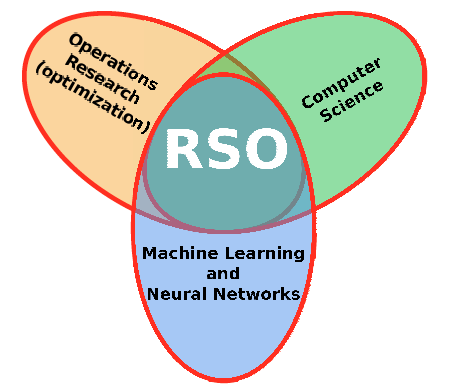 Operations
Research
(optimization)
Computer
Science
RSO
Machine Learning
and
Neural Networks